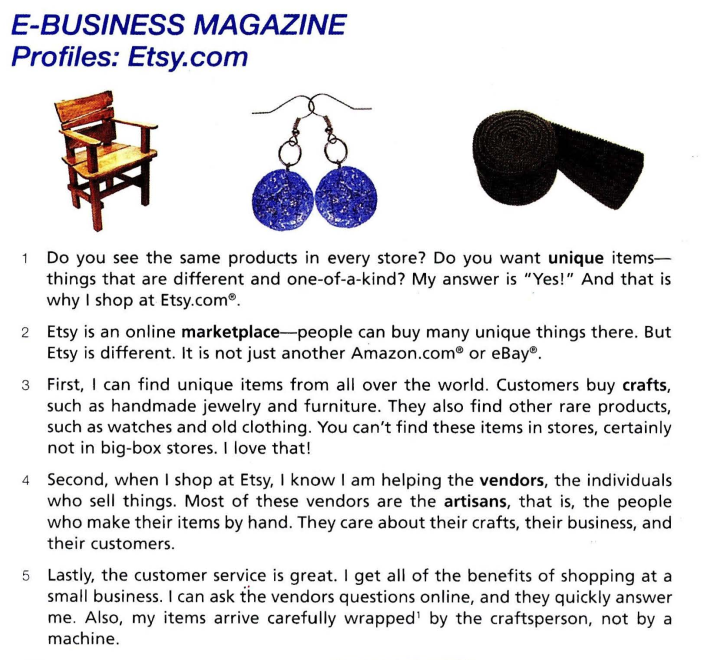 E-BUSINESS MAGAZINE
Profiles: Etsy.com
1 Do you see the same products in every store? Do you want unique items—
things that are different and one-of-a-kind? My answer is "Yes!" And that is
why I shop at Etsy.com®.
2 Etsy is an online marketplace—people can buy many unique things there. But
Etsy is different. It is not just another Amazon.com® or eBay®.
3 First, I can find unique items from all over the world. Customers buy crafts,
such as handmade jewelry and furniture. They also find other rare products,
such as watches and old clothing. You can't find these items in stores, certainly
not in big-box stores. I love that!
4 Second, when I shop at Etsy, I know I am helping the vendors, the individuals
who sell things. Most of these vendors are the artisans, that is, the people
who make their items by hand. They care about their crafts, their business, and
their customers.
5 Lastly, the customer service is great. I get all of the benefits of shopping at a
small business. I can ask the vendors questions online, and they quickly answer
me. Also, my items arrive carefully wrapped¹ by the craftsperson, not by a
machine.